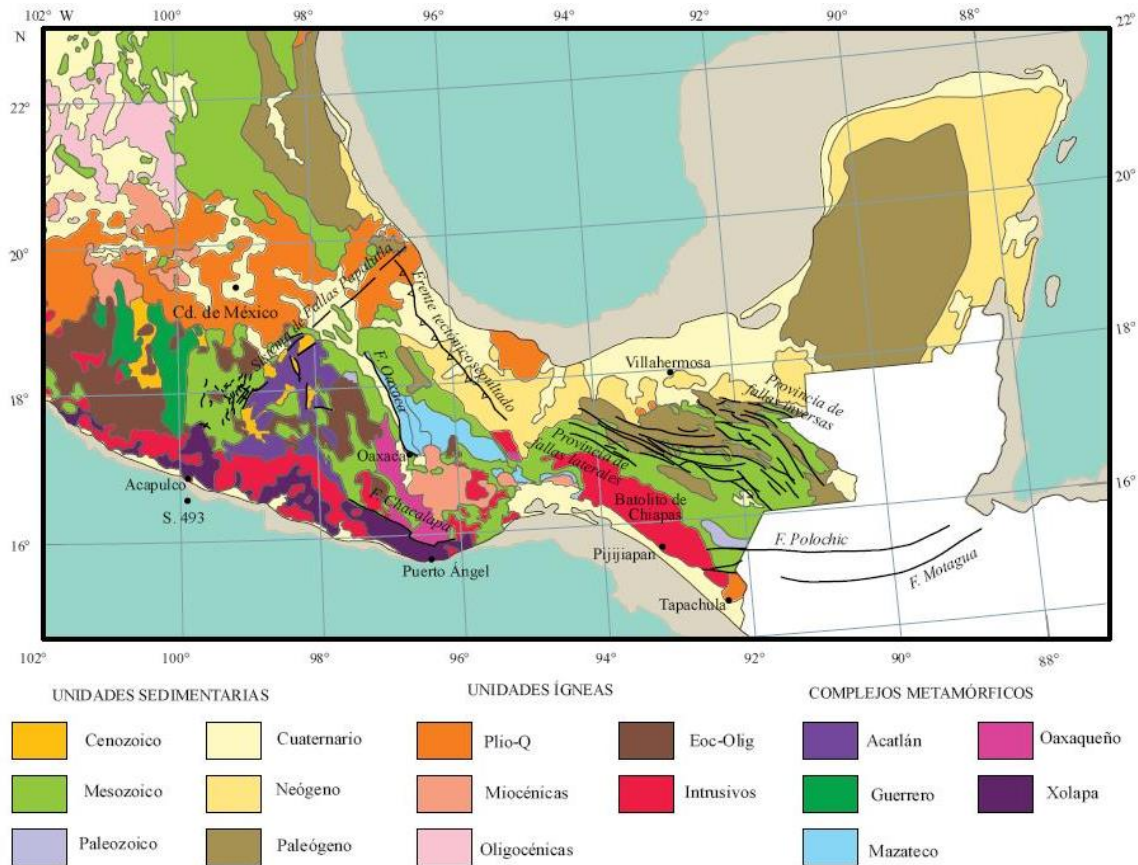 102° W 100° 98° 96° 94° 92° 90° 88°
N 22°
22°
20°
20°
18°
18°
16°
16°
Cd. de México
Sistema de Fallas Papalutla
Frente tectónico sepultado
F. Oaxaca
Villahermosa
Provincia de
fallas inversas
Provincia de
fallas laterales
Oaxaca
Acapulco
S. 493
F. Chacalapa
Batolito de
Chiapas
F. Polochic
Puerto Ángel
Pijijiapan
F. Motagua
Tapachula
102° 100° 98° 96° 94° 92° 90° 88°
UNIDADES SEDIMENTARIAS
Cenozoico
Mesozoico
Paleozoico
Cuaternario
Neógeno
Paleógeno
UNIDADES ÍGNEAS
Plio-Q
Miocénicas
Oligocénicas
Eoc-Olig
Intrusivos
COMPLEJOS METAMÓRFICOS
Acatlán
Guerrero
Mazateco
Oaxaqueño
Xolapa